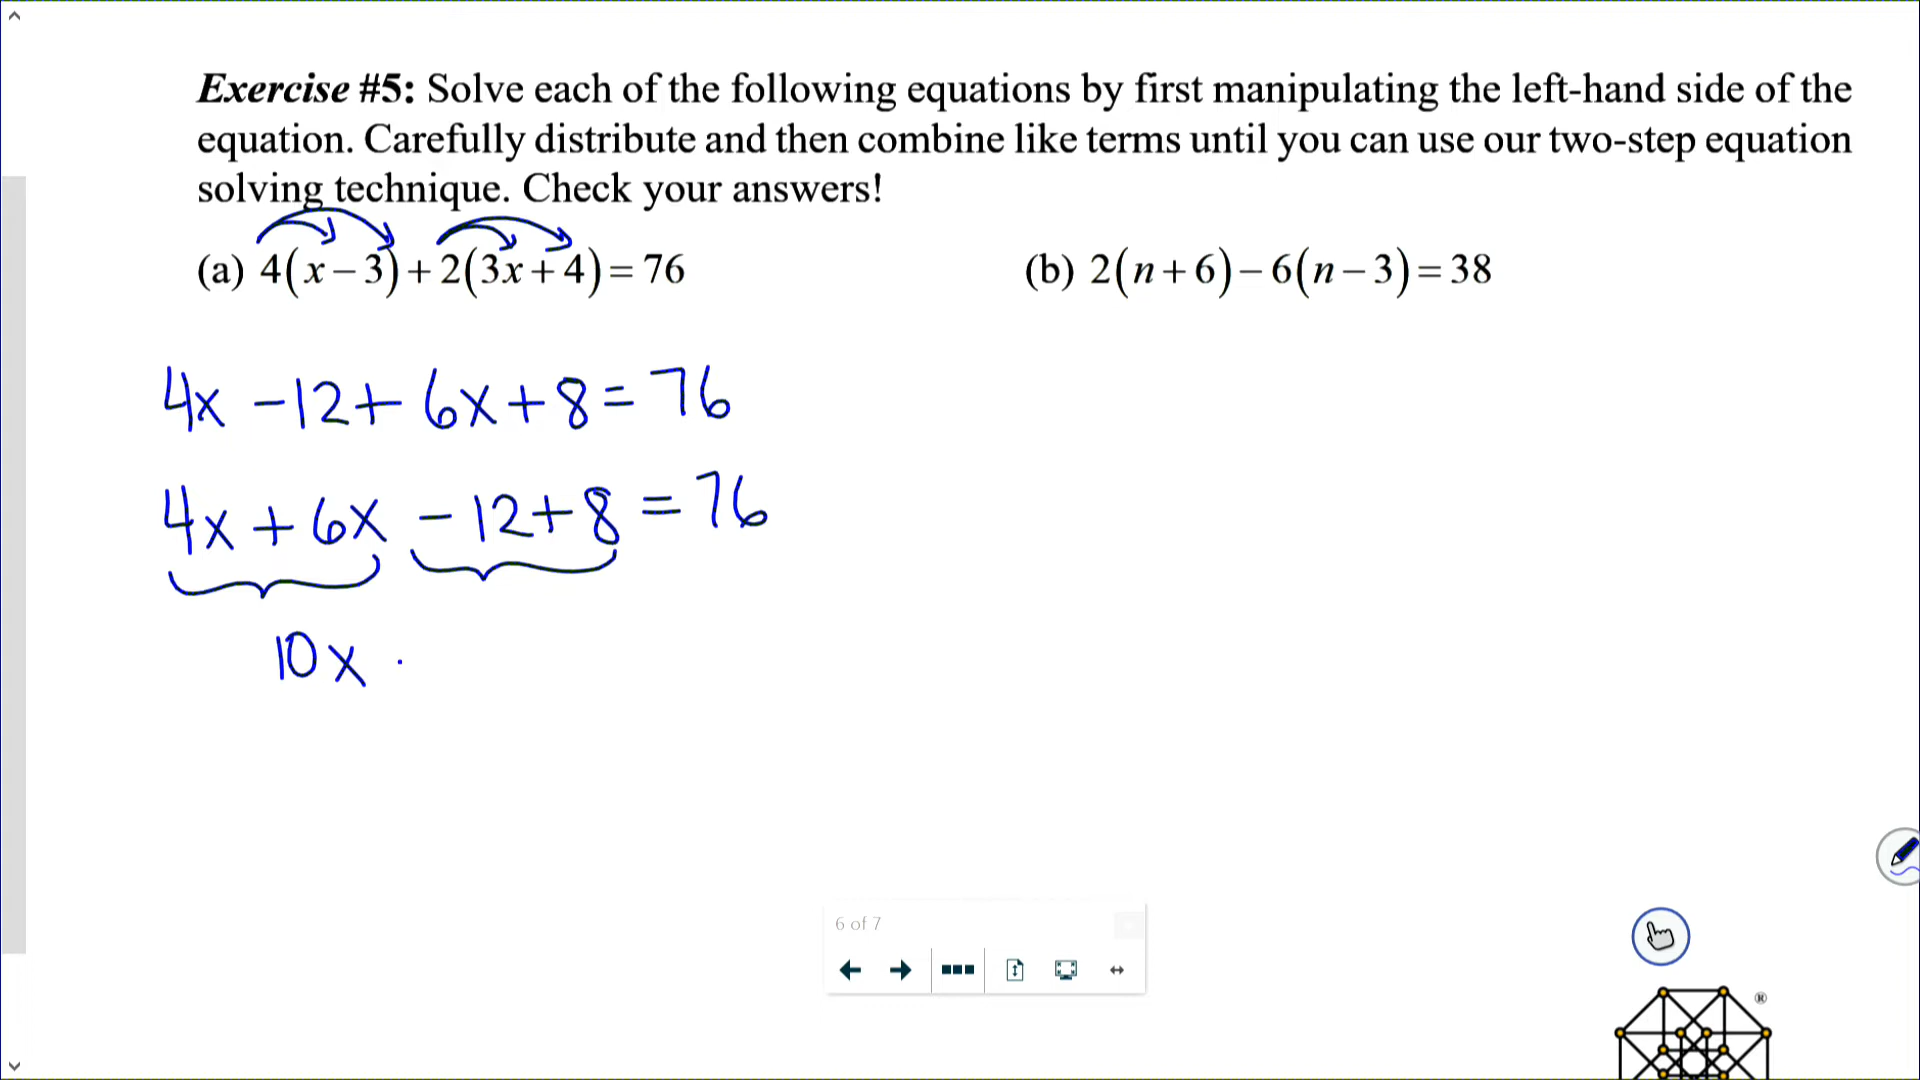 Exercise #5: Solve each of the following equations by first manipulating the left-hand side of the
equation. Carefully distribute and then combine like terms until you can use our two-step equation
solving technique. Check your answers!
(a) 4(x−3)+2(3x+4)=76
(b) 2(n+6)−6(n−3)=38
4x −12+ 6x+8=76
4x + 6x −12+8 = 76
10x ·
6 of 7
®